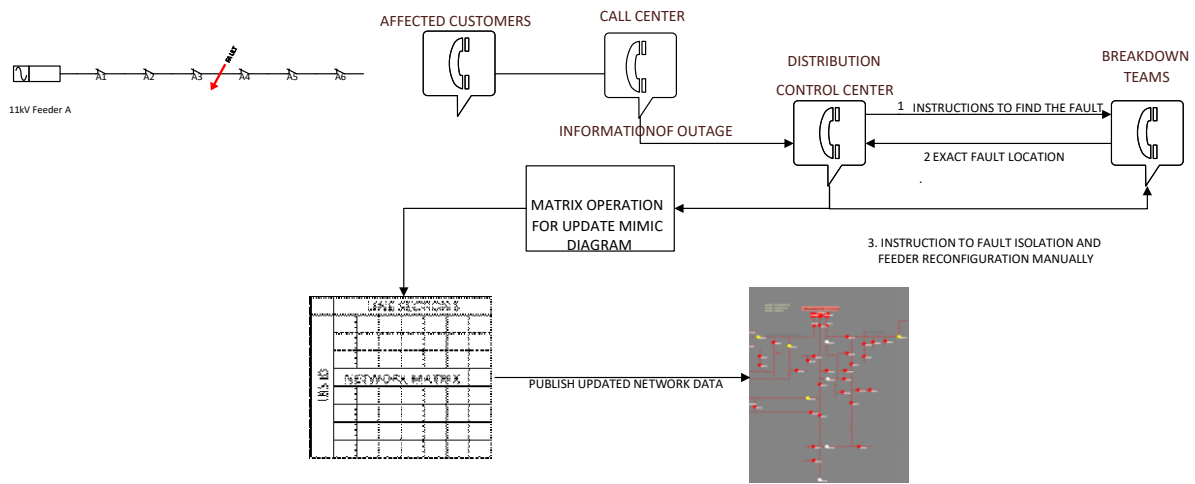 AFFECTED CUSTOMERS
CALL CENTER
DISTRIBUTION
CONTROL CENTER
BREAKDOWN
TEAMS
FAULT
A1 A2 A3 A4 A5 A6
11kV Feeder A
1 INSTRUCTIONS TO FIND THE FAULT
INFORMATIONOF OUTAGE
2 EXACT FAULT LOCATION
.
MATRIX OPERATION
FOR UPDATE MIMIC
DIAGRAM
3. INSTRUCTION TO FAULT ISOLATION AND
FEEDER RECONFIGURATION MANUALLY
NETWORK MATRIX
PUBLISH UPDATED NETWORK DATA